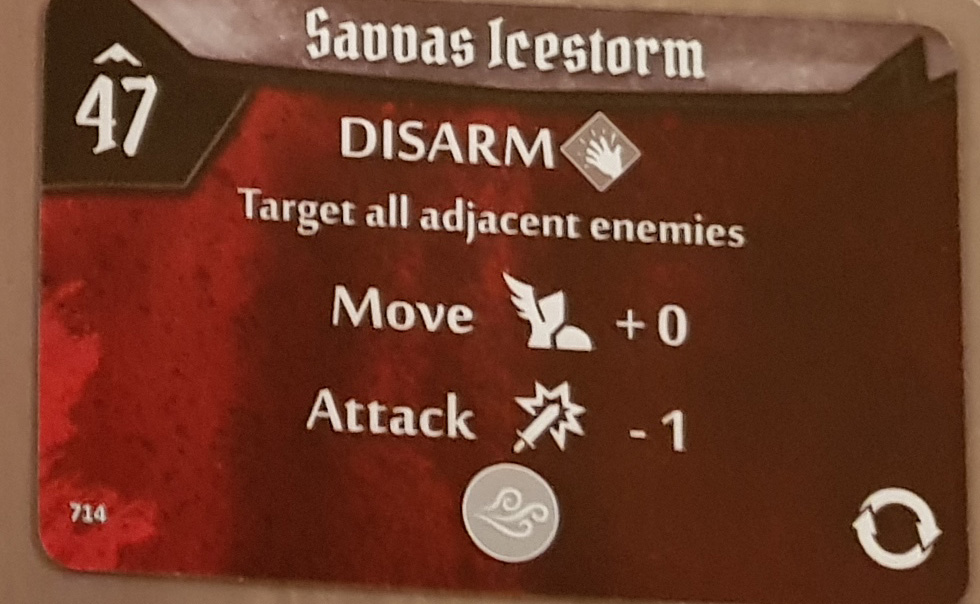 Savvas Icestorm
47
DISARM
Target all adjacent enemies
Move + 0
Attack - 1
714